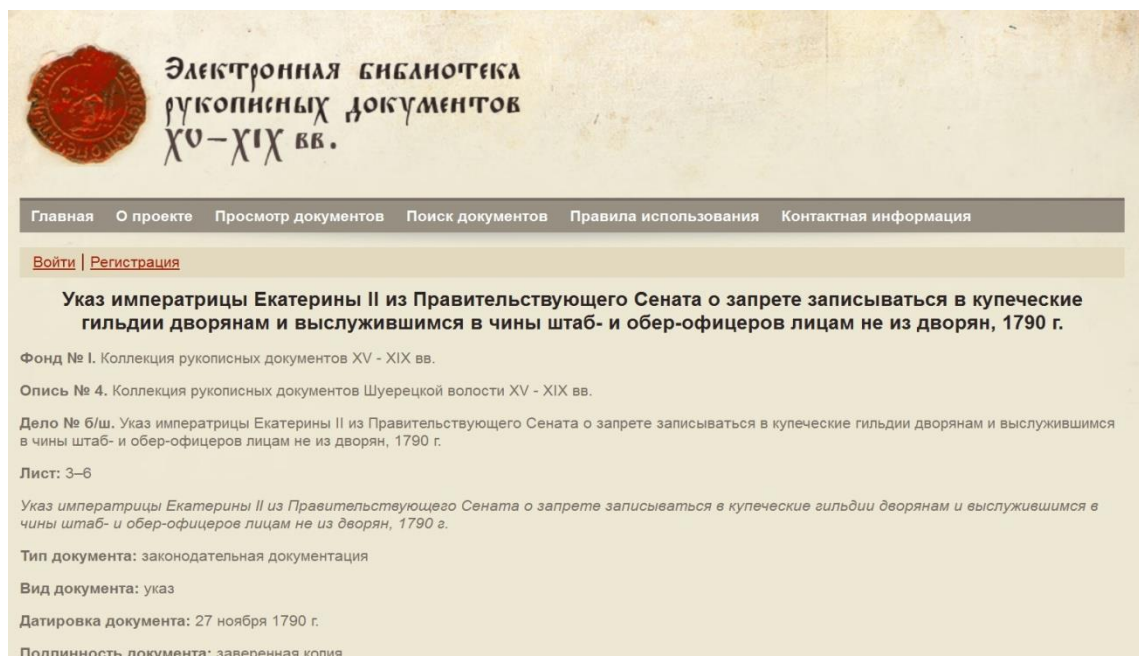 Электронная библиотека
рукописных документов
XV–XIX вв.
Главная О проекте Просмотр документов Поиск документов Правила использования Контактная информация
Войти | Регистрация
Указ императрицы Екатерины II из Правительствующего Сената о запрете записываться в купеческие
гильдии дворянам и выслужившимся в чины штаб- и обер-офицеров лицам не из дворян, 1790 г.
Фонд № I. Коллекция рукописных документов XV - XIX вв.
Опись № 4. Коллекция рукописных документов Шуерецкой волости XV - XIX вв.
Дело № б/ш. Указ императрицы Екатерины II из Правительствующего Сената о запрете записываться в купеческие гильдии дворянам и выслужившимся
в чины штаб- и обер-офицеров лицам не из дворян, 1790 г.
Лист: 3–6
Указ императрицы Екатерины II из Правительствующего Сената о запрете записываться в купеческие гильдии дворянам и выслужившимся в
чины штаб- и обер-офицеров лицам не из дворян, 1790 г.
Тип документа: законодательная документация
Вид документа: указ
Датировка документа: 27 ноября 1790 г.
Подлинность документа: заверенная копия